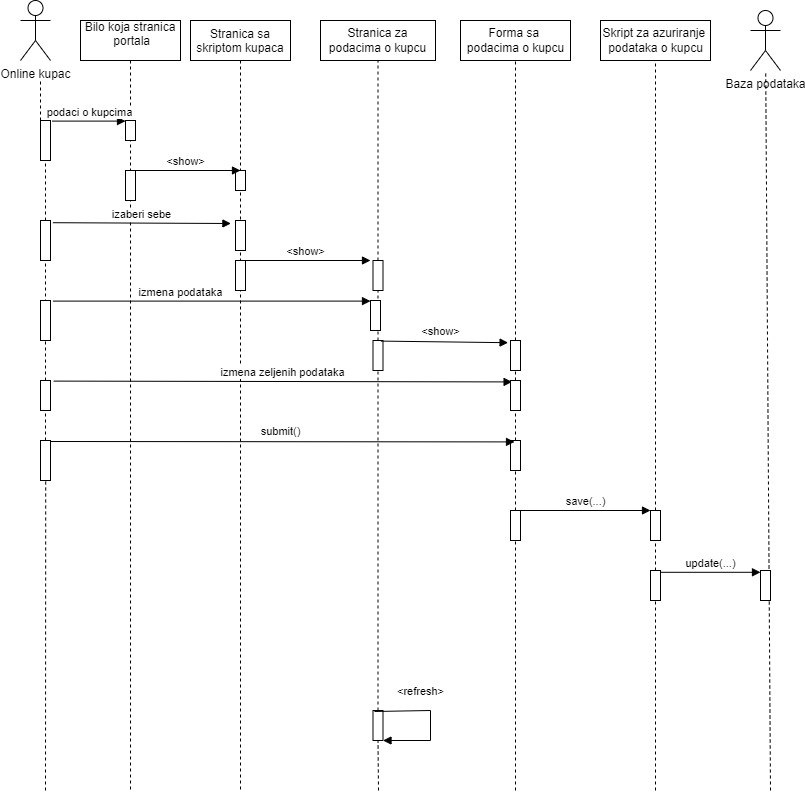 Bilo koja stranica
portala
Stranica sa
skriptom kupaca
Stranica za
podacima o kupcu
Forma sa
podacima o kupcu
Skript za azuriranje
podataka o kupcu
Online kupac
Baza podataka
podaci o kupcima
<show>
izaberi sebe
<show>
izmena podataka
<show>
izmena zeljenih podataka
submit()
save(...)
update(...)
<refresh>